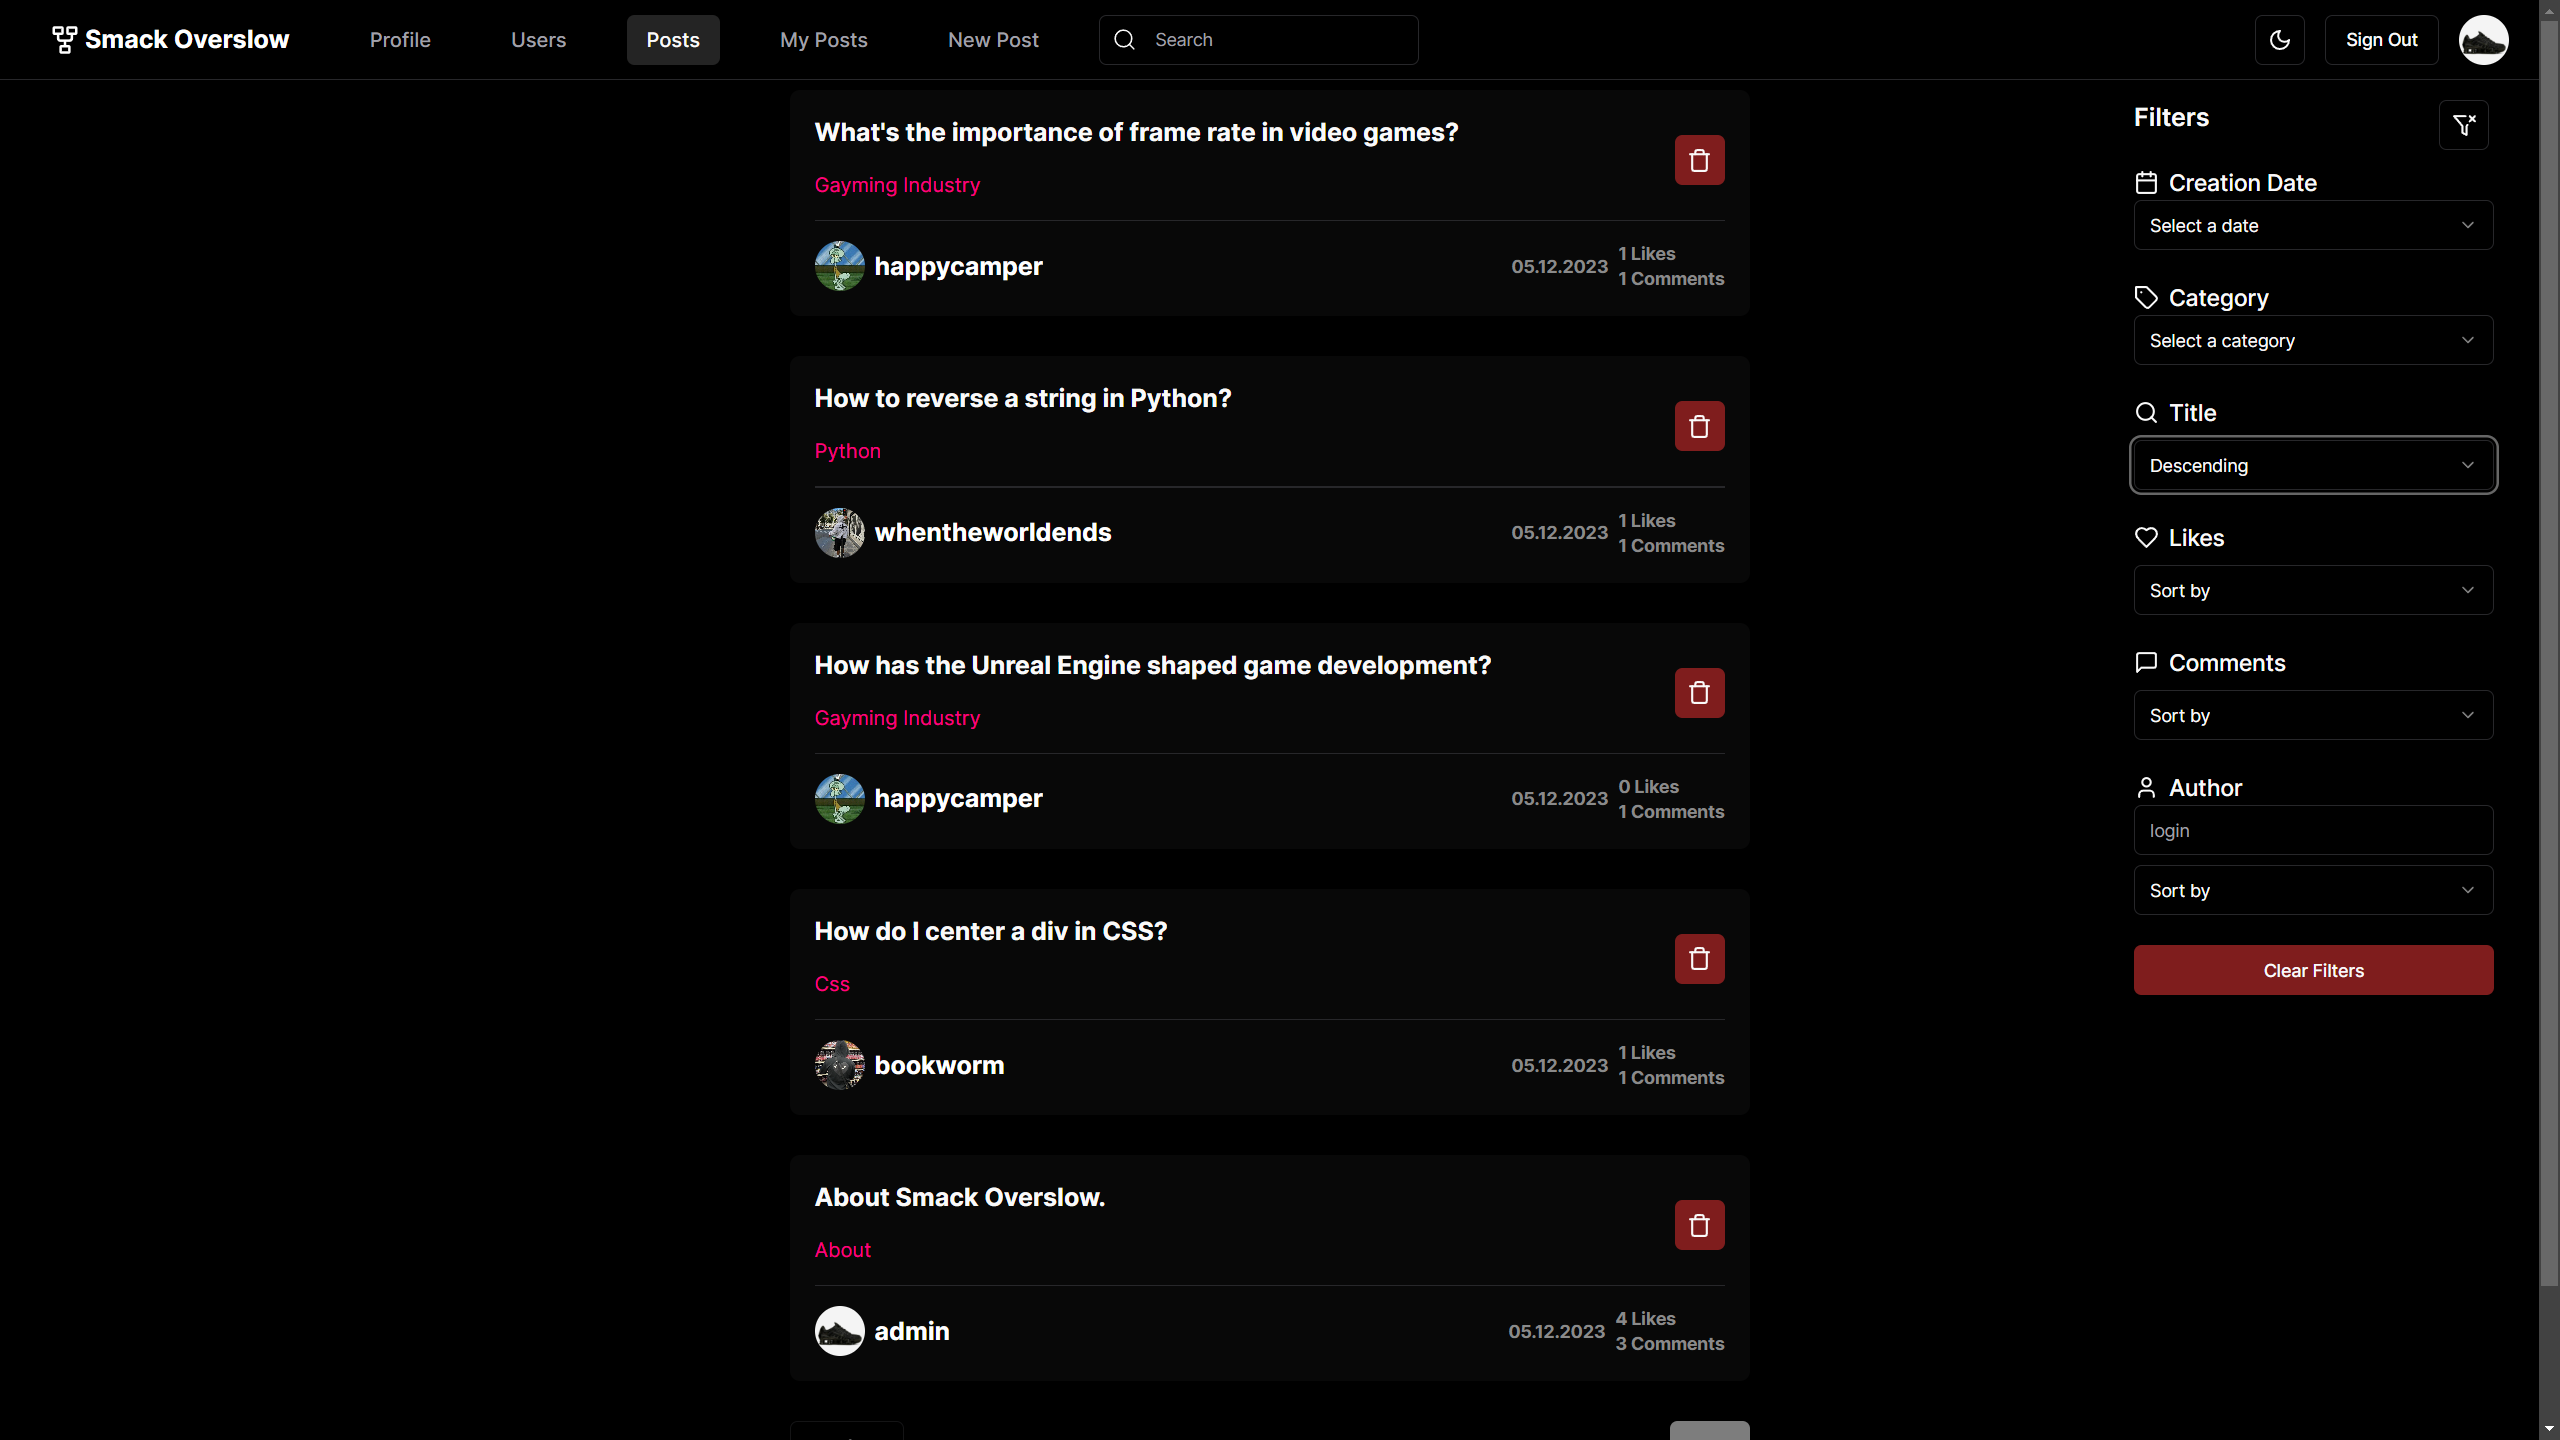 Smack Overslow
Profile
Users
Posts
My Posts
New Post
Search
Sign Out
What's the importance of frame rate in video games?
Gayming Industry
happycamper
05.12.2023
1 Likes
1 Comments
How to reverse a string in Python?
Python
whentheworldends
05.12.2023
1 Likes
1 Comments
How has the Unreal Engine shaped game development?
Gayming Industry
happycamper
05.12.2023
0 Likes
1 Comments
How do I center a div in CSS?
Css
bookworm
05.12.2023
1 Likes
1 Comments
About Smack Overslow.
About
admin
05.12.2023
4 Likes
3 Comments
Filters
Creation Date
Select a date
Category
Select a category
Title
Descending
Likes
Sort by
Comments
Sort by
Author
login
Sort by
Clear Filters